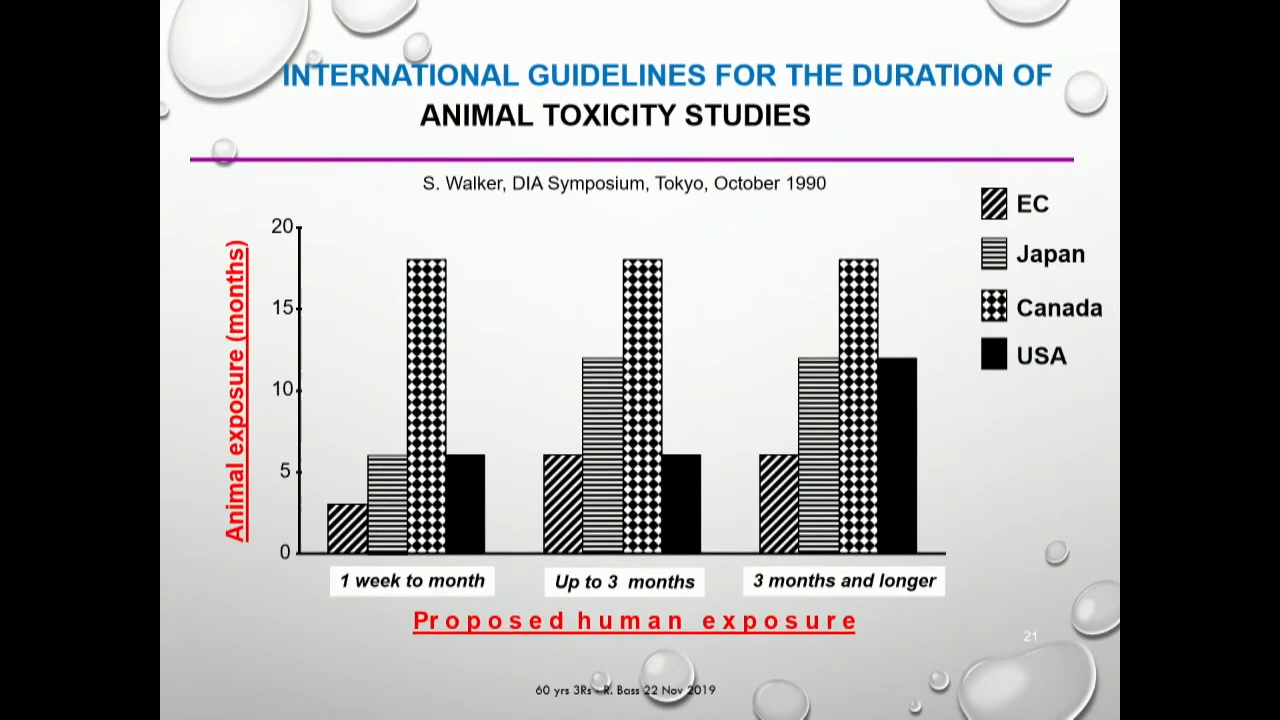 INTERNATIONAL GUIDELINES FOR THE DURATION OF
ANIMAL TOXICITY STUDIES
S. Walker, DIA Symposium, Tokyo, October 1990
EC
Japan
Canada
USA
Animal exposure (months)
20
15
10
5
0
1 week to month
Up to 3 months
3 months and longer
Proposed human exposure
21
60 yrs 3Rs - R. Bass 22 Nov 2019